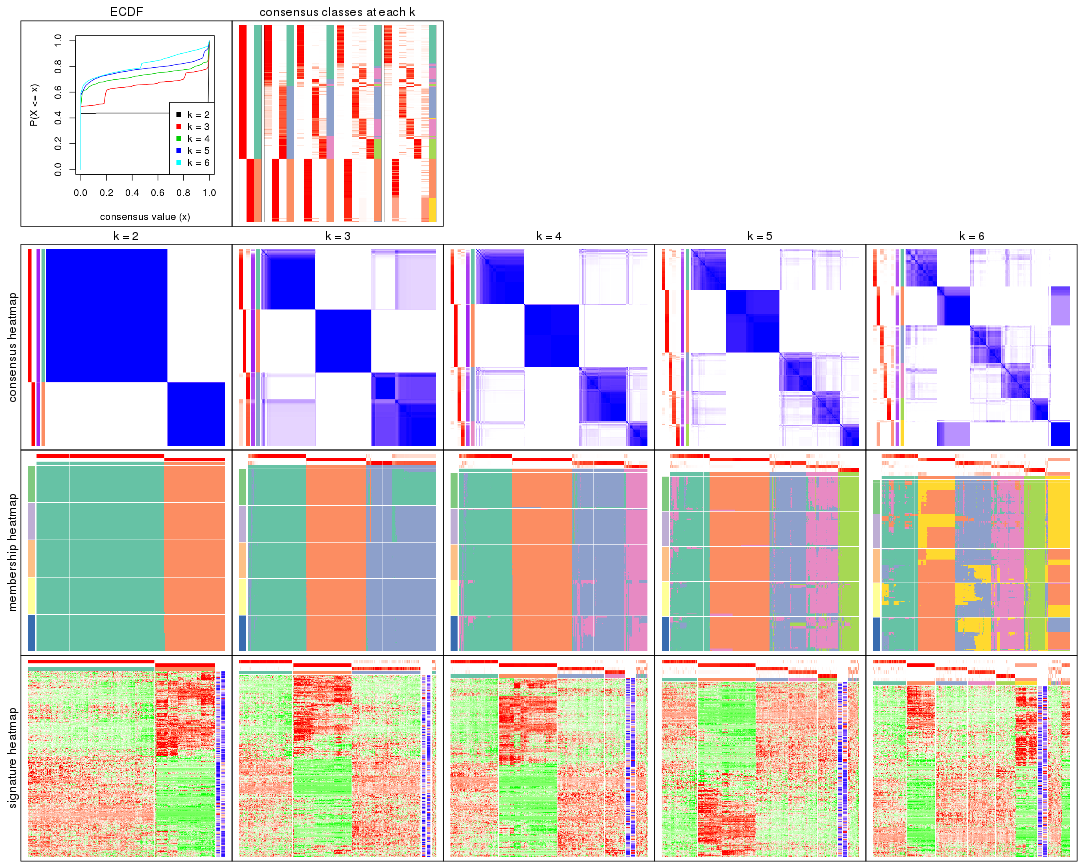 ECDF
consensus classes at each k
P(X <= x)
0.0 0.2 0.4 0.6 0.8 1.0
k = 2
k = 3
k = 4
k = 5
k = 6
0.0 0.2 0.4 0.6 0.8 1.0
consensus value (x)
k = 2
k = 3
k = 4
k = 5
k = 6
consensus heatmap
membership heatmap
signature heatmap